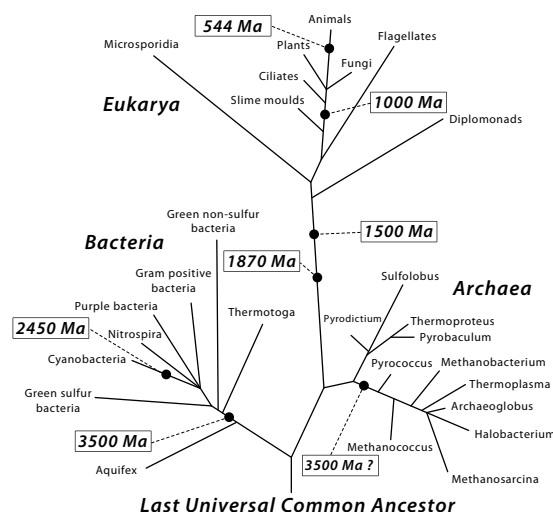 Animals
544 Ma
Plants
Flagellates
Microsporidia
Fungi
Ciliates
Slime moulds
1000 Ma
Eukarya
Diplomonads
Green non-sulfur
bacteria
1500 Ma
Bacteria
1870 Ma
Gram positive
bacteria
Sulfolobus
Archaea
Purple bacteria
Thermotoga
Pyrodictium
Thermoproteus
2450 Ma
Nitrospira
Pyrobaculum
Cyanobacteria
Pyrococcus
Methanobacterium
Thermoplasma
Green sulfur
bacteria
Archaeoglobus
3500 Ma
Halobacterium
Methanococcus
Aquifex
3500 Ma ?
Methanosarcina
Last Universal Common Ancestor